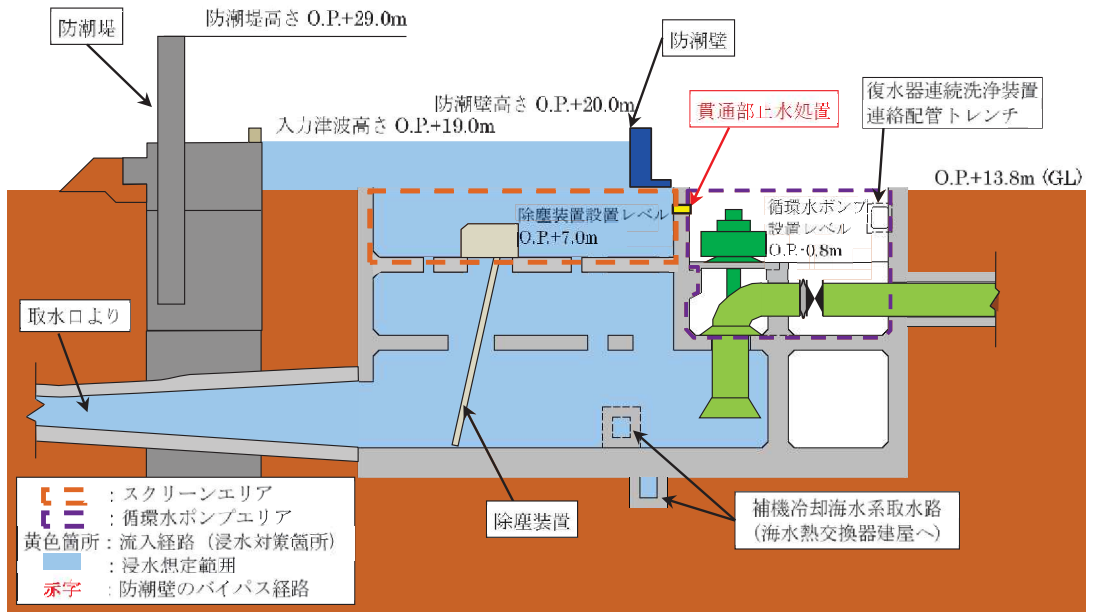 防潮堤
防潮堤高さ O.P.+29.0m
防潮壁
防潮壁高さ O.P.+20.0m
入力津波高さ O.P.+19.0m
貫通部止水処置
復水器連続洗浄装置
連絡配管トレンチ
O.P.+13.8m (GL)
除塵装置設置レベル
O.P.+7.0m
循環水ポンプ
設置レベル
O.P.-0.8m
取水口より
除塵装置
補機冷却海水系取水路
(海水熱交換器建屋へ)
：スクリーンエリア
：循環水ポンプエリア
黄色箇所：流入経路（浸水対策箇所）
：浸水想定範囲
赤字：防潮壁のバイパス経路